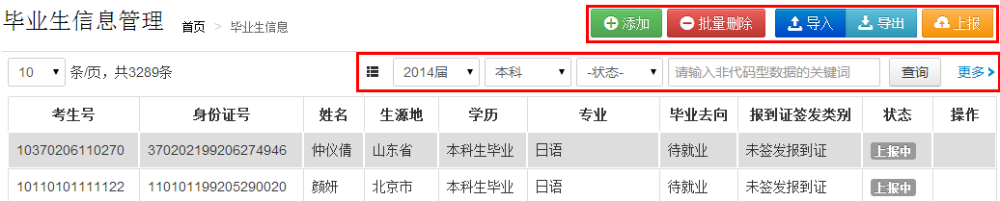 毕业生信息管理 首页 > 毕业生信息 添加 批量删除 导入 导出 上报
10 条/页，共3289条 2014届 本科 -状态- 请输入非代码型数据的关键词 查询 更多
考生号 身份证号 姓名 生源地 学历 专业 毕业去向 报到证签发类别 状态 操作
10370206110270 370202199206274946 仲仪倩 山东省 本科生毕业 日语 待就业 未签发报到证 上报中
10110101111122 110101199205290020 颜妍 北京市 本科生毕业 日语 待就业 未签发报到证 上报中